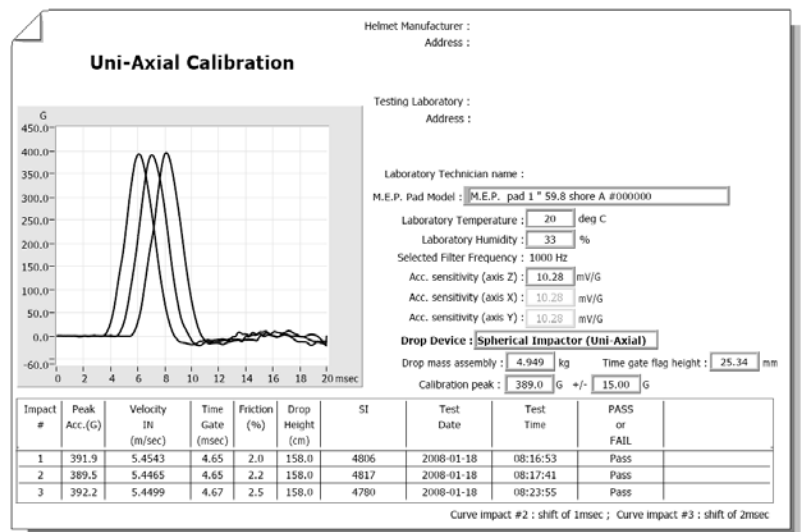 Uni-Axial Calibration
Helmet Manufacturer :
Address :
Testing Laboratory :
Address :
Laboratory Technician name :
M.E.P. Pad Model : M.E.P. pad 1 " 59.8 shore A #000000
Laboratory Temperature : 20 deg C
Laboratory Humidity : 33 %
Selected Filter Frequency : 1000 Hz
Acc. sensitivity (axis Z) : 10.28 mV/G
Acc. sensitivity (axis X) : 10.28 mV/G
Acc. sensitivity (axis Y) : 10.28 mV/G
Drop Device : Spherical Impactor (Uni-Axial)
Drop mass assembly : 4.949 kg Time gate flag height : 25.34 mm
Calibration peak : 389.0 G +/- 15.00 G
G
450.0
400.0
350.0
300.0
250.0
200.0
150.0
100.0
50.0
0.0
-60.0
0 2 4 6 8 10 12 14 16 18 20 msec
Impact # Peak Acc.(G) Velocity IN (m/sec) Time Gate (msec) Friction (%) Drop Height (cm) SI Test Date Test Time PASS or FAIL
1 391.9 5.4543 4.65 2.0 158.0 4806 2008-01-18 08:16:53 Pass
2 389.5 5.4465 4.65 2.2 158.0 4817 2008-01-18 08:17:41 Pass
3 392.2 5.4499 4.67 2.5 158.0 4780 2008-01-18 08:23:55 Pass
Curve impact #2 : shift of 1msec ; Curve impact #3 : shift of 2msec